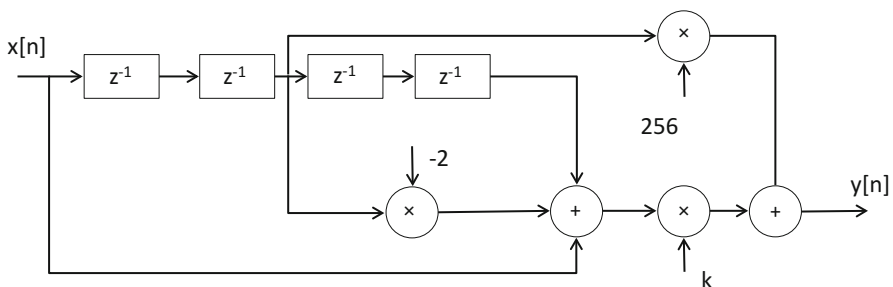 x[n]
z⁻¹ z⁻¹ z⁻¹ z⁻¹
×
256
-2
×
+
×
+
y[n]
k